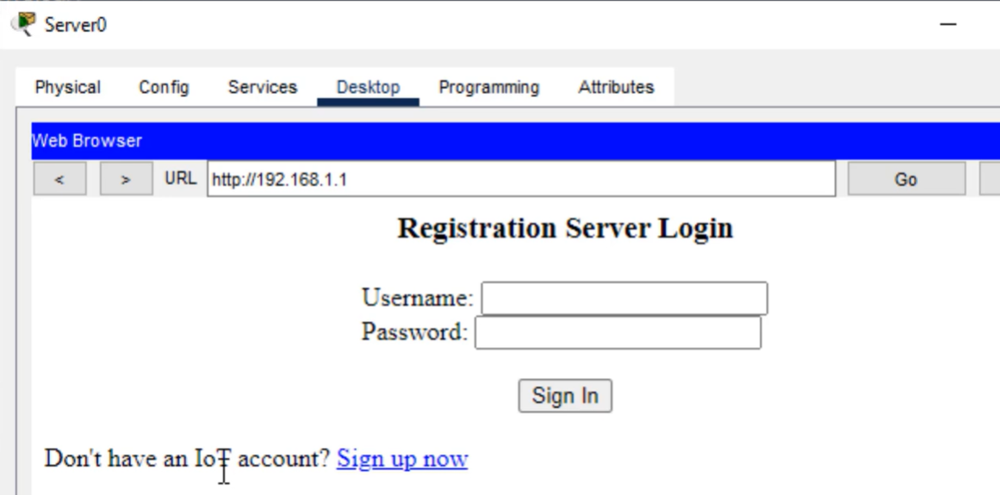 Server0
Physical Config Services Desktop Programming Attributes
Web Browser
< > URL http://192.168.1.1 Go
Registration Server Login
Username:
Password:
Sign In
Don't have an IoT account? Sign up now